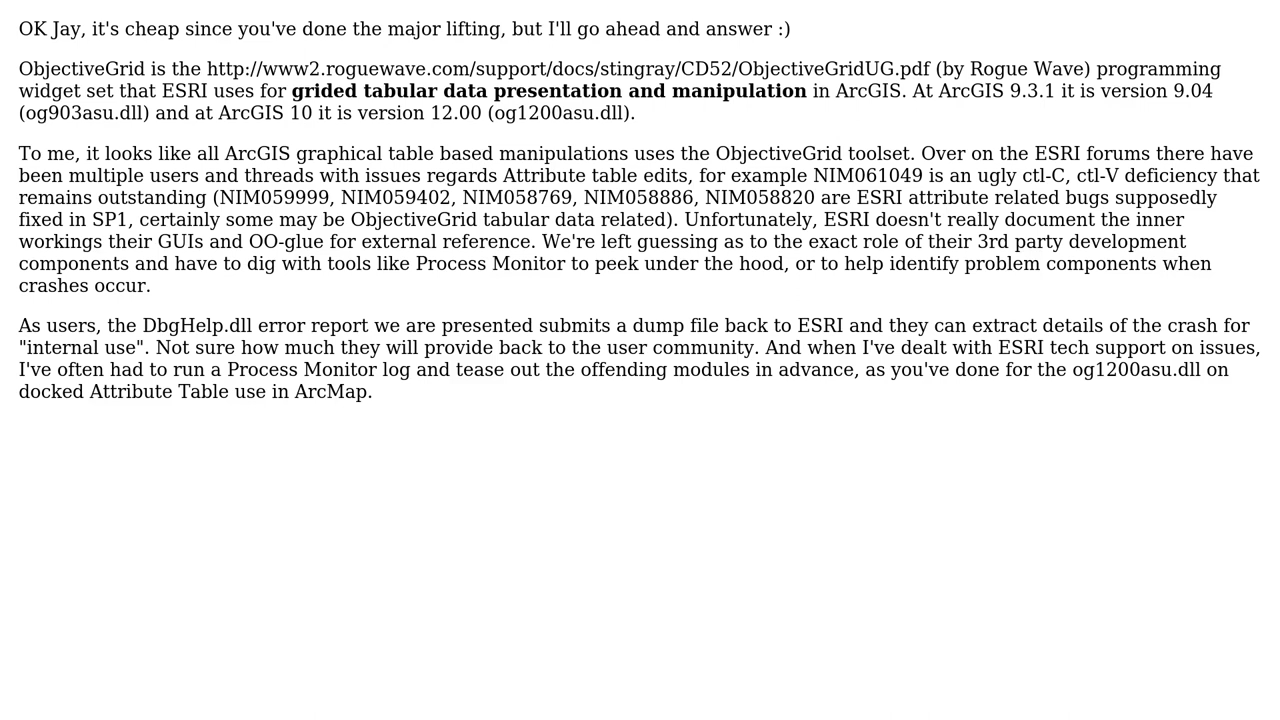 OK Jay, it's cheap since you've done the major lifting, but I'll go ahead and answer :)
ObjectiveGrid is the http://www2.roguewave.com/support/docs/stingray/CD52/ObjectiveGridUG.pdf (by Rogue Wave) programming
widget set that ESRI uses for grided tabular data presentation and manipulation in ArcGIS. At ArcGIS 9.3.1 it is version 9.04
(og903asu.dll) and at ArcGIS 10 it is version 12.00 (og1200asu.dll).
To me, it looks like all ArcGIS graphical table based manipulations uses the ObjectiveGrid toolset. Over on the ESRI forums there have
been multiple users and threads with issues regards Attribute table edits, for example NIM061049 is an ugly ctl-C, ctl-V deficiency that
remains outstanding (NIM059999, NIM059402, NIM058769, NIM058886, NIM058820 are ESRI attribute related bugs supposedly
fixed in SP1, certainly some may be ObjectiveGrid tabular data related). Unfortunately, ESRI doesn't really document the inner
workings their GUIs and OO-glue for external reference. We're left guessing as to the exact role of their 3rd party development
components and have to dig with tools like Process Monitor to peek under the hood, or to help identify problem components when
crashes occur.
As users, the DbgHelp.dll error report we are presented submits a dump file back to ESRI and they can extract details of the crash for
"internal use". Not sure how much they will provide back to the user community. And when I've dealt with ESRI tech support on issues,
I've often had to run a Process Monitor log and tease out the offending modules in advance, as you've done for the og1200asu.dll on
docked Attribute Table use in ArcMap.